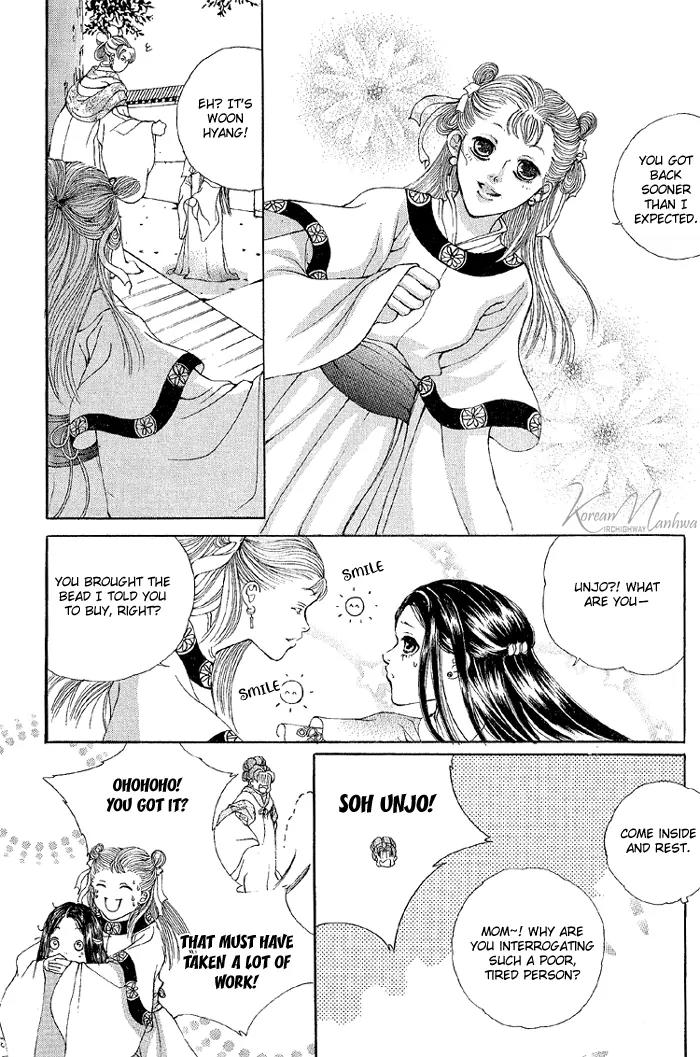 EH? IT'S
WOON
HYANG!
YOU GOT
BACK
SOONER
THAN I
EXPECTED.
Korean Manhwa
IRCHIGHWAY
YOU BROUGHT THE
BEAD I TOLD YOU
TO BUY, RIGHT?
SMILE
SMILE
UNJO?! WHAT
ARE YOU—
OHOHOHO!
YOU GOT IT?
THAT MUST HAVE
TAKEN A LOT OF
WORK!
SOH UNJO!
COME INSIDE
AND REST.
MOM~! WHY ARE
YOU INTERROGATING
SUCH A POOR,
TIRED PERSON?